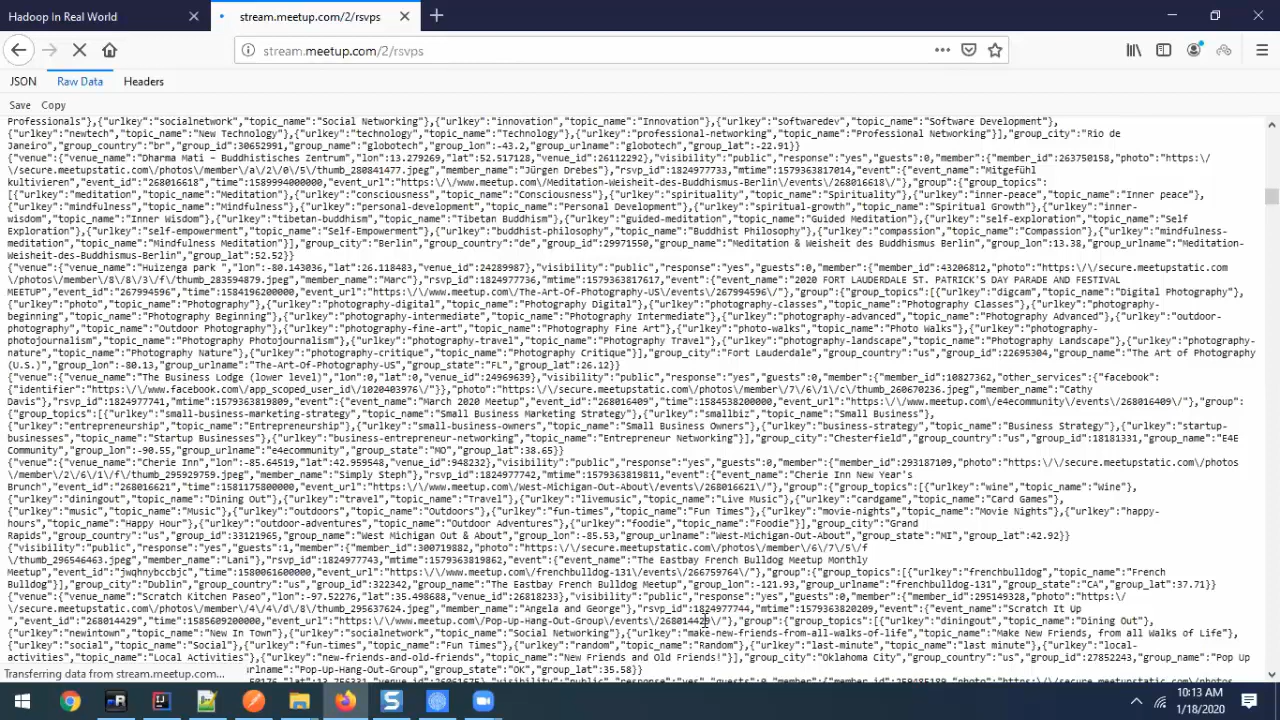 Hadoop In Real World
stream.meetup.com/2/rsvps
stream.meetup.com/2/rsvps
JSON
Raw Data
Headers
Save
Copy
Professionals"},{"urlkey":"socialnetwork","topic_name":"Social Networking"},{"urlkey":"innovation","topic_name":"Innovation"},{"urlkey":"softwaredev","topic_name":"Software Development"},
{"urlkey":"newtech","topic_name":"New Technology"},{"urlkey":"technology","topic_name":"Technology"},{"urlkey":"professional-networking","topic_name":"Professional Networking"}],"group_city":"Rio de
Janeiro","group_country":"br","group_id":30652991,"group_name":"globotech","group_lon":-43.2,"group_urlname":"globotech","group_lat":-22.91}}
{"venue":{"venue_name":"Dharma Mati - Buddhistisches Zentrum","lon":13.279269,"lat":52.517128,"venue_id":26112292},"visibility":"public","response":"yes","guests":0,"member":{"member_id":263750158,"photo":"https:\/
\/secure.meetupstatic.com\/photos\/member\/a\/2\/0\/5\/thumb_280841477.jpeg","member_name":"Jürgen Drebes"},"rsvp_id":1824977733,"mtime":1579363817014,"event":{"event_name":"Mitgefühl
kultivieren","event_id":"268016618","time":1589994000000,"event_url":"https:\/\/www.meetup.com\/Meditation-Weisheit-des-Buddhismus-Berlin\/events\/268016618\/"},"group":{"group_topics":
[{"urlkey":"meditation","topic_name":"Meditation"},{"urlkey":"consciousness","topic_name":"Consciousness"},{"urlkey":"spirituality","topic_name":"Spirituality"},{"urlkey":"inner-peace","topic_name":"Inner peace"},
{"urlkey":"mindfulness","topic_name":"Mindfulness"},{"urlkey":"personal-development","topic_name":"Personal Development"},{"urlkey":"spiritual-growth","topic_name":"Spiritual Growth"},{"urlkey":"inner-
wisdom","topic_name":"Inner Wisdom"},{"urlkey":"tibetan-buddhism","topic_name":"Tibetan Buddhism"},{"urlkey":"guided-meditation","topic_name":"Guided Meditation"},{"urlkey":"self-exploration","topic_name":"Self
Exploration"},{"urlkey":"self-empowerment","topic_name":"Self-Empowerment"},{"urlkey":"buddhist-philosophy","topic_name":"Buddhist Philosophy"},{"urlkey":"compassion","topic_name":"Compassion"},{"urlkey":"mindfulness-
meditation","topic_name":"Mindfulness Meditation"}],"group_city":"Berlin","group_country":"de","group_id":29971550,"group_name":"Meditation & Weisheit des Buddhismus Berlin","group_lon":13.38,"group_urlname":"Meditation-
Weisheit-des-Buddhismus-Berlin","group_lat":52.52}}
{"venue":{"venue_name":"Huizenga park ","lon":-80.143036,"lat":26.118483,"venue_id":24289987},"visibility":"public","response":"yes","guests":0,"member":{"member_id":43206812,"photo":"https:\/\/secure.meetupstatic.com
\/photos\/member\/8\/8\/3\/f\/thumb_283594879.jpeg","member_name":"Marc"},"rsvp_id":1824977736,"mtime":1579363817617,"event":{"event_name":"2020 FORT LAUDERDALE ST. PATRICK'S DAY PARADE AND FESTIVAL
MEETUP","event_id":"267994596","time":1584196200000,"event_url":"https:\/\/www.meetup.com\/The-Art-Of-Photography-US\/events\/267994596\/"},"group":{"group_topics":[{"urlkey":"digcam","topic_name":"Digital Photography"},
{"urlkey":"photo","topic_name":"Photography"},{"urlkey":"photography-digital","topic_name":"Photography Digital"},{"urlkey":"photography-classes","topic_name":"Photography Classes"},{"urlkey":"photography-
beginning","topic_name":"Photography Beginning"},{"urlkey":"photography-intermediate","topic_name":"Photography Intermediate"},{"urlkey":"photography-advanced","topic_name":"Photography Advanced"},{"urlkey":"outdoor-
photography","topic_name":"Outdoor Photography"},{"urlkey":"photography-fine-art","topic_name":"Photography Fine Art"},{"urlkey":"photo-walks","topic_name":"Photo Walks"},{"urlkey":"photography-
photojournalism","topic_name":"Photography Photojournalism"},{"urlkey":"photography-travel","topic_name":"Photography Travel"},{"urlkey":"photography-landscape","topic_name":"Photography Landscape"},{"urlkey":"photography-
nature","topic_name":"Photography Nature"},{"urlkey":"photography-critique","topic_name":"Photography Critique"}],"group_city":"Fort Lauderdale","group_country":"us","group_id":22695304,"group_name":"The Art of Photography
(U.S.)","group_lon":-80.13,"group_urlname":"The-Art-Of-Photography-US","group_state":"FL","group_lat":26.12}}
{"venue":{"venue_name":"The Business Lodge (lower level)","lon":0,"lat":0,"venue_id":24969639},"visibility":"public","response":"yes","guests":0,"member":{"member_id":10827362,"other_services":{"facebook":
{"identifier":"https:\/\/www.facebook.com\/app_scoped_user_id\/1020403976\/"}},"photo":"https:\/\/secure.meetupstatic.com\/photos\/member\/7\/6\/1\/c\/thumb_260670236.jpeg","member_name":"Cathy
Davis"},"rsvp_id":1824977741,"mtime":1579363819809,"event":{"event_name":"March 2020 Meetup","event_id":"268016409","time":1584538200000,"event_url":"https:\/\/www.meetup.com\/e4ecommunity\/events\/268016409\/"},"group":
{"group_topics":[{"urlkey":"small-business-marketing-strategy","topic_name":"Small Business Marketing Strategy"},{"urlkey":"smallbiz","topic_name":"Small Business"},
{"urlkey":"entrepreneurship","topic_name":"Entrepreneurship"},{"urlkey":"small-business-owners","topic_name":"Small Business Owners"},{"urlkey":"business-strategy","topic_name":"Business Strategy"},{"urlkey":"startup-
businesses","topic_name":"Startup Businesses"},{"urlkey":"business-entrepreneur-networking","topic_name":"Entrepreneur Networking"}],"group_city":"Chesterfield","group_country":"us","group_id":18181331,"group_name":"E4E
Community","group_lon":-90.55,"group_urlname":"e4ecommunity","group_state":"MO","group_lat":38.65}}
{"venue":{"venue_name":"Cherie Inn","lon":-85.64519,"lat":42.959548,"venue_id":948232},"visibility":"public","response":"yes","guests":0,"member":{"member_id":293187109,"photo":"https:\/\/secure.meetupstatic.com\/photos
\/member\/2\/6\/1\/f\/thumb_295929759.jpeg","member_name":"Simply Steph"},"rsvp_id":1824977742,"mtime":1579363819811,"event":{"event_name":"Cherie Inn New Year's
Brunch","event_id":"268016621","time":1581175800000,"event_url":"https:\/\/www.meetup.com\/West-Michigan-Out-About\/events\/268016621\/"},"group":{"group_topics":[{"urlkey":"wine","topic_name":"Wine"},
{"urlkey":"diningout","topic_name":"Dining Out"},{"urlkey":"travel","topic_name":"Travel"},{"urlkey":"livemusic","topic_name":"Live Music"},{"urlkey":"cardgame","topic_name":"Card Games"},
{"urlkey":"music","topic_name":"Music"},{"urlkey":"outdoors","topic_name":"Outdoors"},{"urlkey":"fun-times","topic_name":"Fun Times"},{"urlkey":"movie-nights","topic_name":"Movie Nights"},{"urlkey":"happy-
hours","topic_name":"Happy Hour"},{"urlkey":"outdoor-adventures","topic_name":"Outdoor Adventures"},{"urlkey":"foodie","topic_name":"Foodie"}],"group_city":"Grand
Rapids","group_country":"us","group_id":33121965,"group_name":"West Michigan Out & About","group_lon":-85.53,"group_urlname":"West-Michigan-Out-About","group_state":"MI","group_lat":42.92}}
{"visibility":"public","response":"yes","guests":1,"member":{"member_id":300719882,"photo":"https:\/\/secure.meetupstatic.com\/photos\/member\/6\/7\/5\/f
\/thumb_296546463.jpeg","member_name":"Lani"},"rsvp_id":1824977743,"mtime":1579363819862,"event":{"event_name":"The Eastbay French Bulldog Meetup Monthly
Meetup","event_id":"jwqhnybccbjc","time":1580061600000,"event_url":"https:\/\/www.meetup.com\/frenchbulldog-131\/events\/266759764\/"},"group":{"group_topics":[{"urlkey":"frenchbulldog","topic_name":"French
Bulldog"}],"group_city":"Dublin","group_country":"us","group_id":322342,"group_name":"The Eastbay French Bulldog Meetup","group_lon":-121.93,"group_urlname":"frenchbulldog-131","group_state":"CA","group_lat":37.71}}
{"venue":{"venue_name":"Scratch Kitchen Paseo","lon":-97.52276,"lat":35.498688,"venue_id":26818233},"visibility":"public","response":"yes","guests":0,"member":{"member_id":295149328,"photo":"https:\/
\/secure.meetupstatic.com\/photos\/member\/4\/4\/d\/8\/thumb_295637624.jpeg","member_name":"Angela and George"},"rsvp_id":1824977744,"mtime":1579363820209,"event":{"event_name":"Scratch It Up
","event_id":"268014429","time":1585609200000,"event_url":"https:\/\/www.meetup.com\/Pop-Up-Hang-Out-Group\/events\/268014429\/"},"group":{"group_topics":[{"urlkey":"diningout","topic_name":"Dining Out"},
{"urlkey":"newintown","topic_name":"New In Town"},{"urlkey":"socialnetwork","topic_name":"Social Networking"},{"urlkey":"make-new-friends-from-all-walks-of-life","topic_name":"Make New Friends, from all Walks of Life"},
{"urlkey":"social","topic_name":"Social"},{"urlkey":"fun-times","topic_name":"Fun Times"},{"urlkey":"random","topic_name":"Random"},{"urlkey":"last-minute","topic_name":"last minute"},{"urlkey":"local-
activities","topic_name":"Local Activities"},{"urlkey":"new-friends-and-old-friends","topic_name":"New Friends and Old Friends!"}],"group_city":"Oklahoma City","group_country":"us","group_id":27852243,"group_name":"Pop Up
urlname":"Pop-Up-Hang-Out-Group","group_state":"OK","group_lat":35.58}}
Transferring data from stream.meetup.com...
10:13 AM
1/18/2020